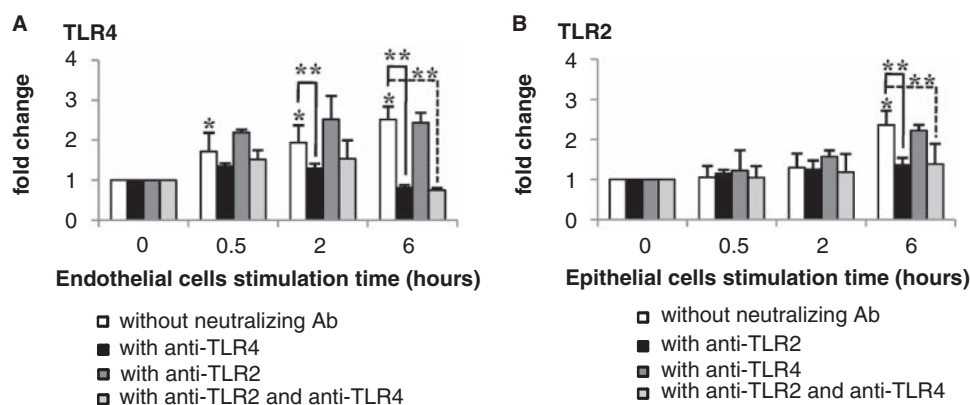 A
TLR4
fold change
4
3
2
1
0
* * ** * ** **
0 0.5 2 6
Endothelial cells stimulation time (hours)
without neutralizing Ab
with anti-TLR4
with anti-TLR2
with anti-TLR2 and anti-TLR4
B
TLR2
fold change
4
3
2
1
0
* ** **
0 0.5 2 6
Epithelial cells stimulation time (hours)
without neutralizing Ab
with anti-TLR2
with anti-TLR4
with anti-TLR2 and anti-TLR4